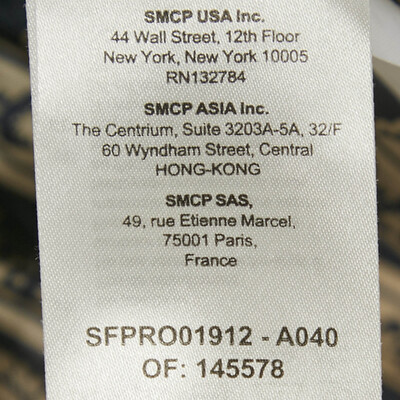 SMCP USA Inc.
44 Wall Street, 12th Floor
New York, New York 10005
RN132784
SMCP ASIA Inc.
The Centrium, Suite 3203A-5A, 32/F
60 Wyndham Street, Central
HONG-KONG
SMCP SAS,
49, rue Etienne Marcel,
75001 Paris,
France
SFPRO01912 - A040
OF: 145578